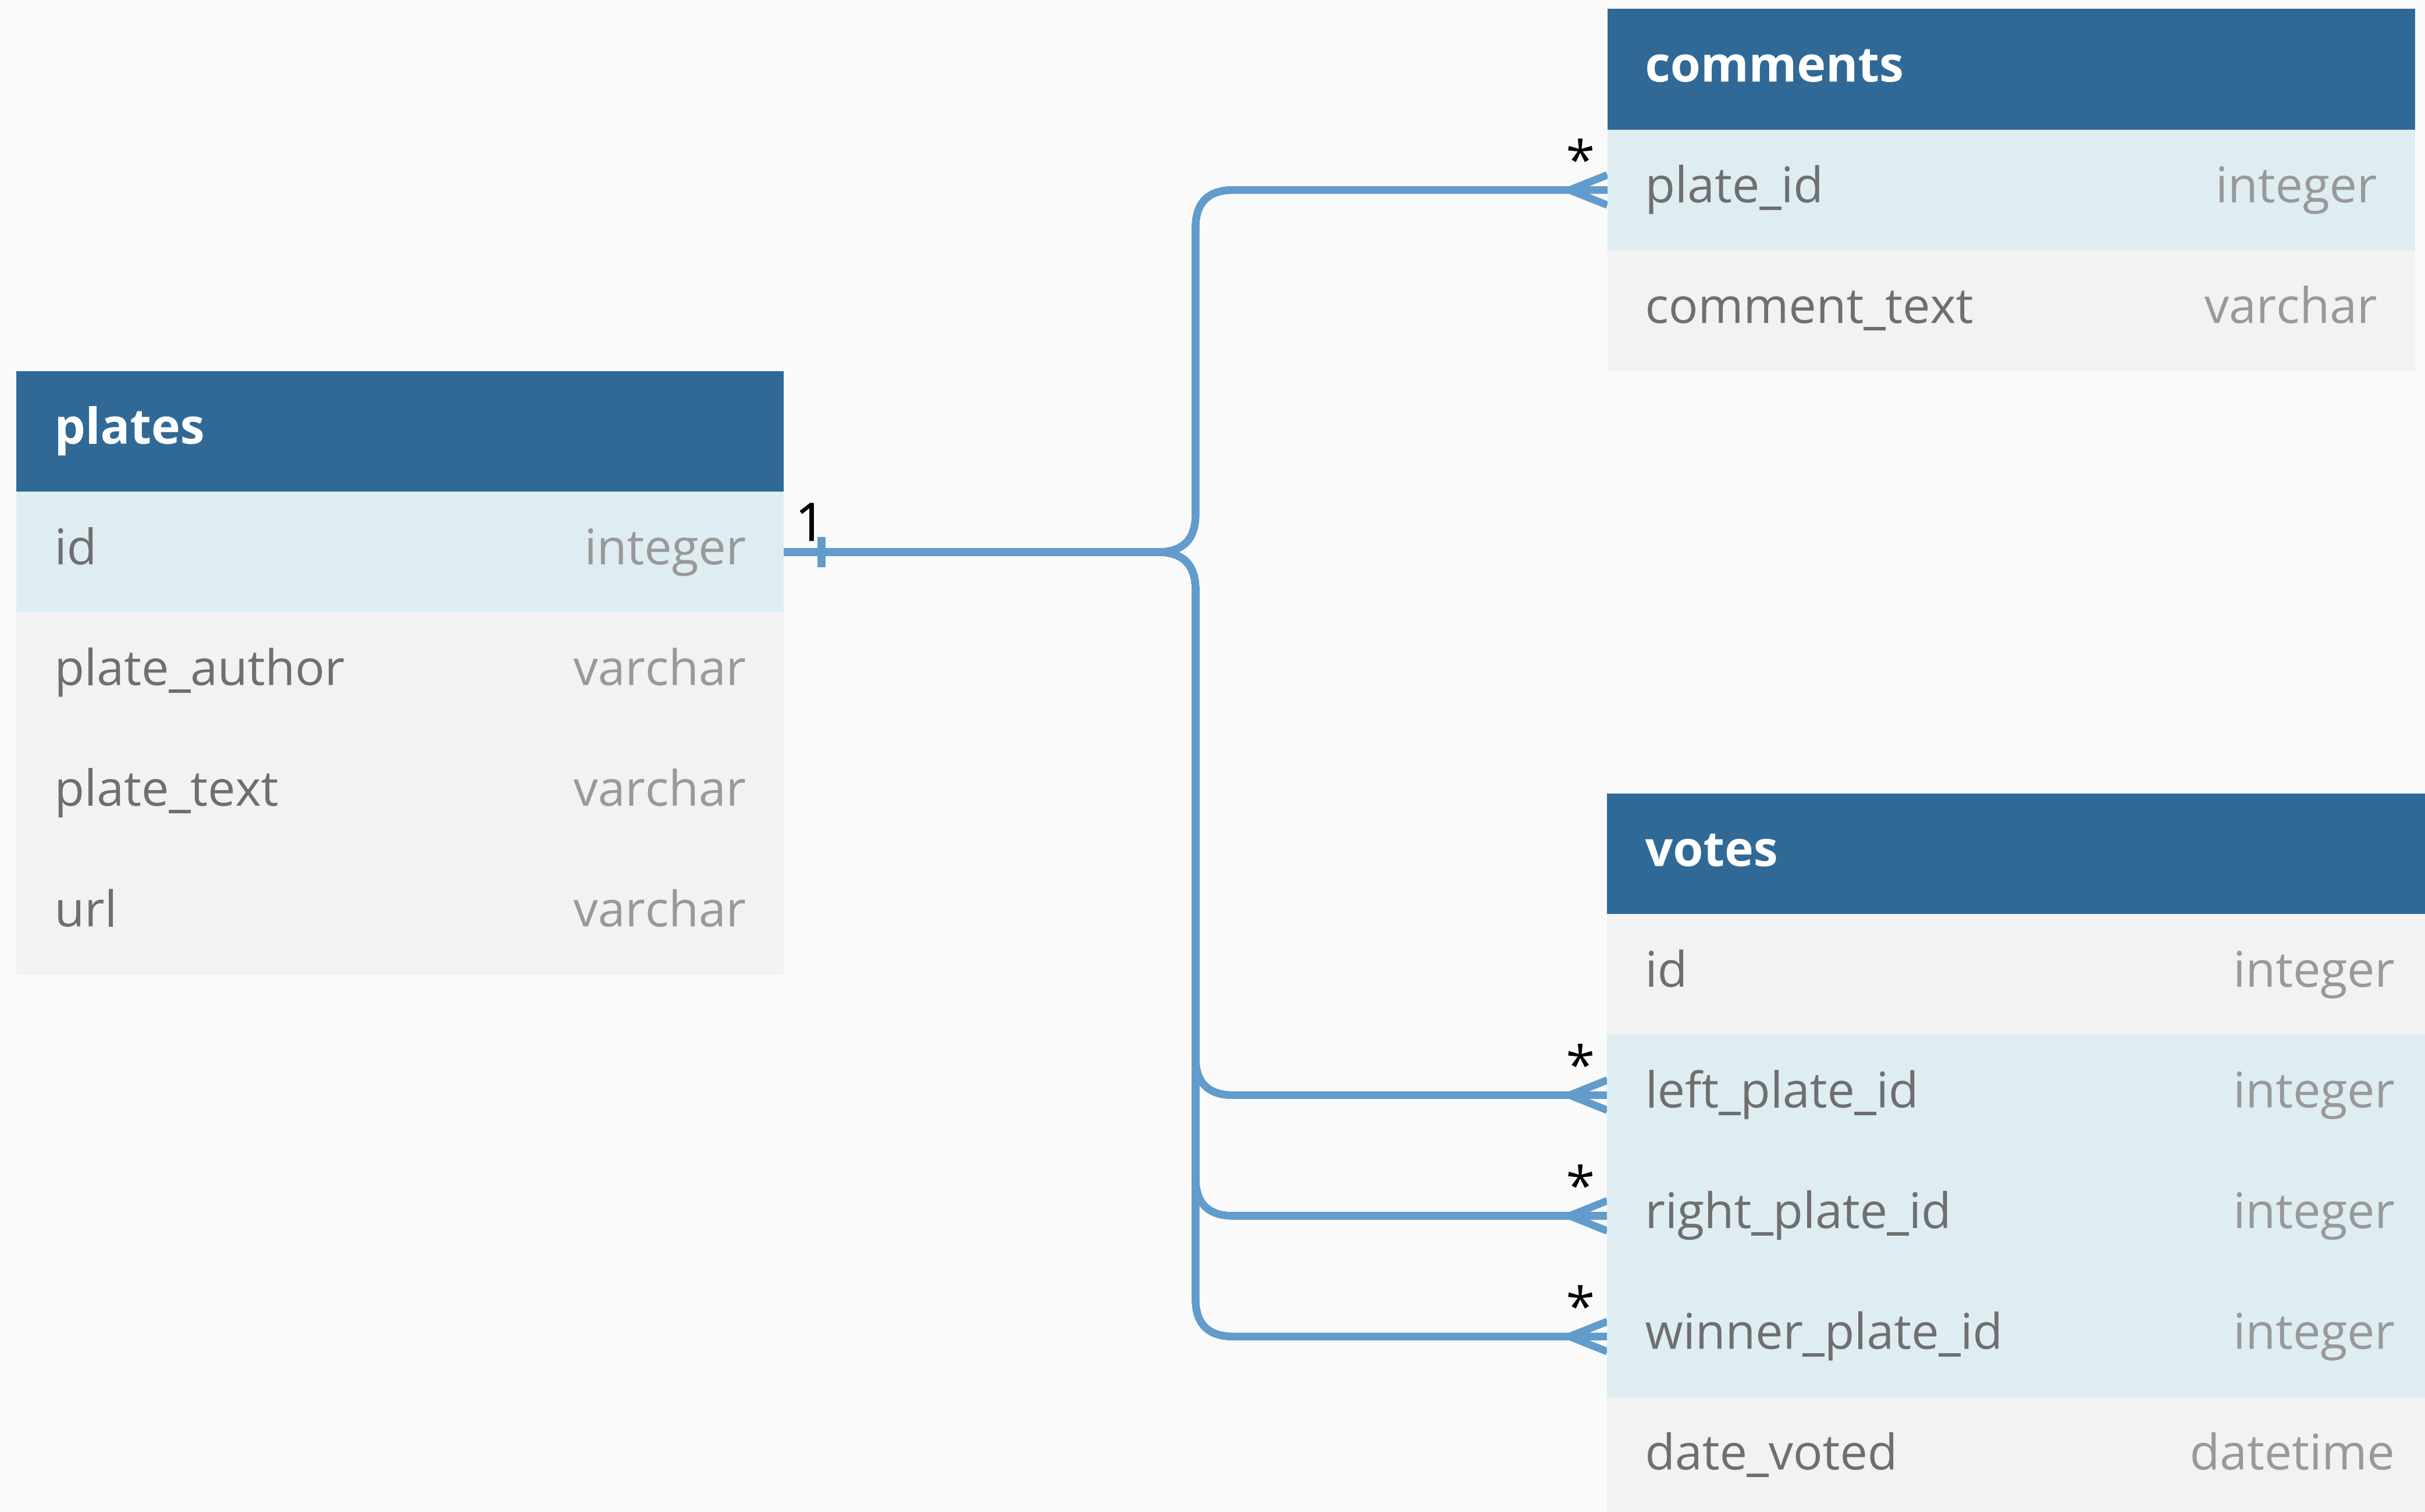 comments
* plate_id integer
comment_text varchar
plates
id integer 1
plate_author varchar
plate_text varchar
url varchar
votes
id integer
* left_plate_id integer
* right_plate_id integer
* winner_plate_id integer
date_voted datetime